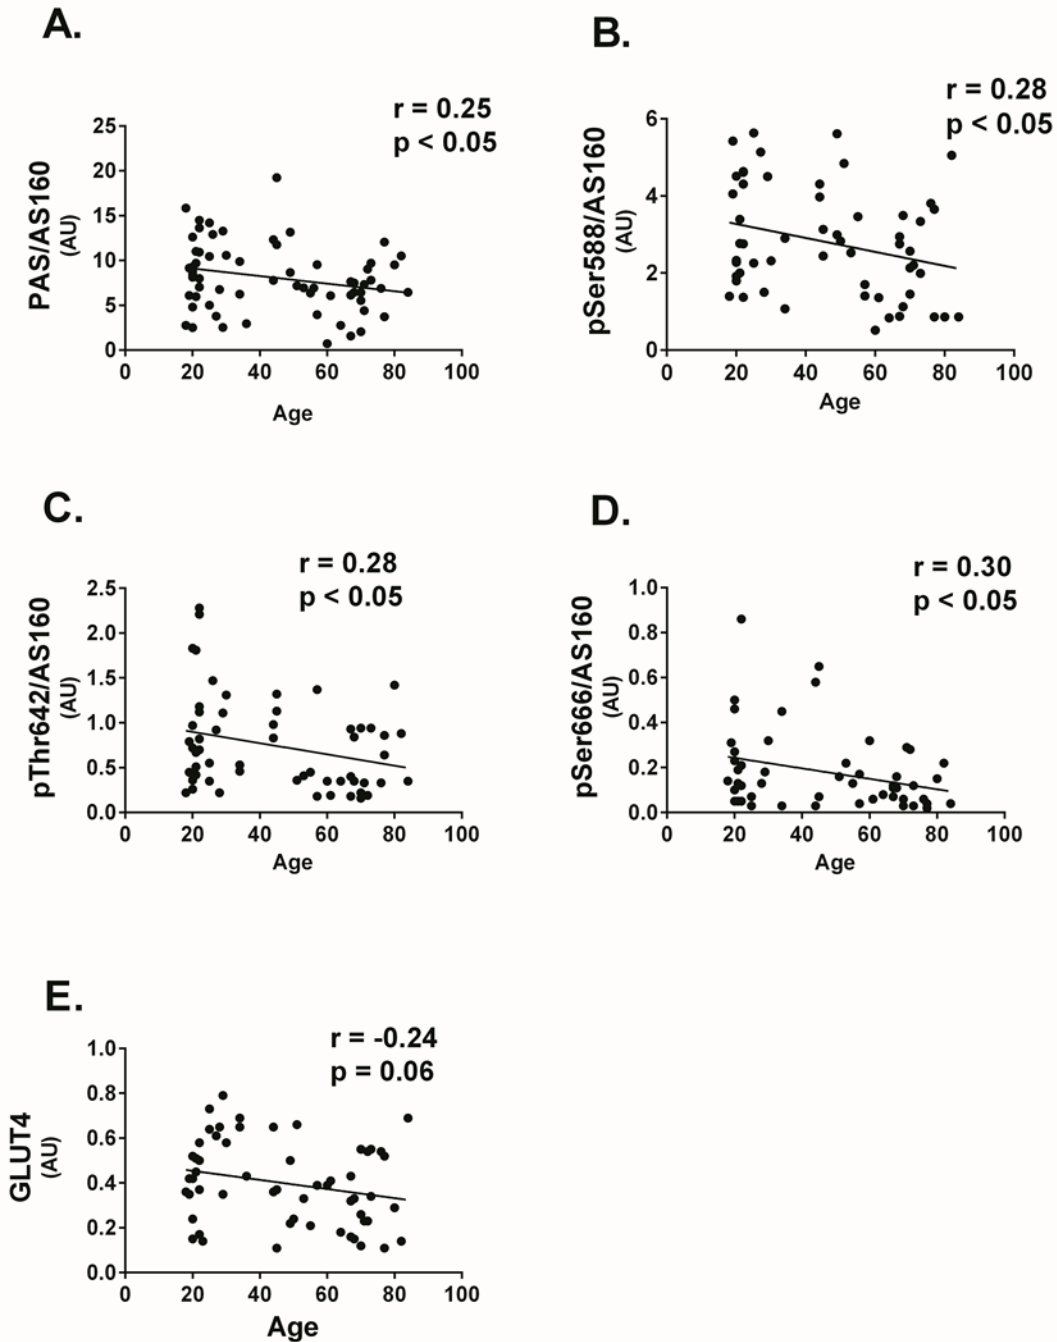 A.
r = 0.25
p < 0.05
PAS/AS160
(AU)
25
20
15
10
5
0
0 20 40 60 80 100
Age
B.
r = 0.28
p < 0.05
pSer588/AS160
(AU)
6
4
2
0
0 20 40 60 80 100
Age
C.
r = 0.28
p < 0.05
pThr642/AS160
(AU)
2.5
2.0
1.5
1.0
0.5
0.0
0 20 40 60 80 100
Age
D.
r = 0.30
p < 0.05
pSer666/AS160
(AU)
1.0
0.8
0.6
0.4
0.2
0.0
0 20 40 60 80 100
Age
E.
r = -0.24
p = 0.06
GLUT4
(AU)
1.0
0.8
0.6
0.4
0.2
0.0
0 20 40 60 80 100
Age